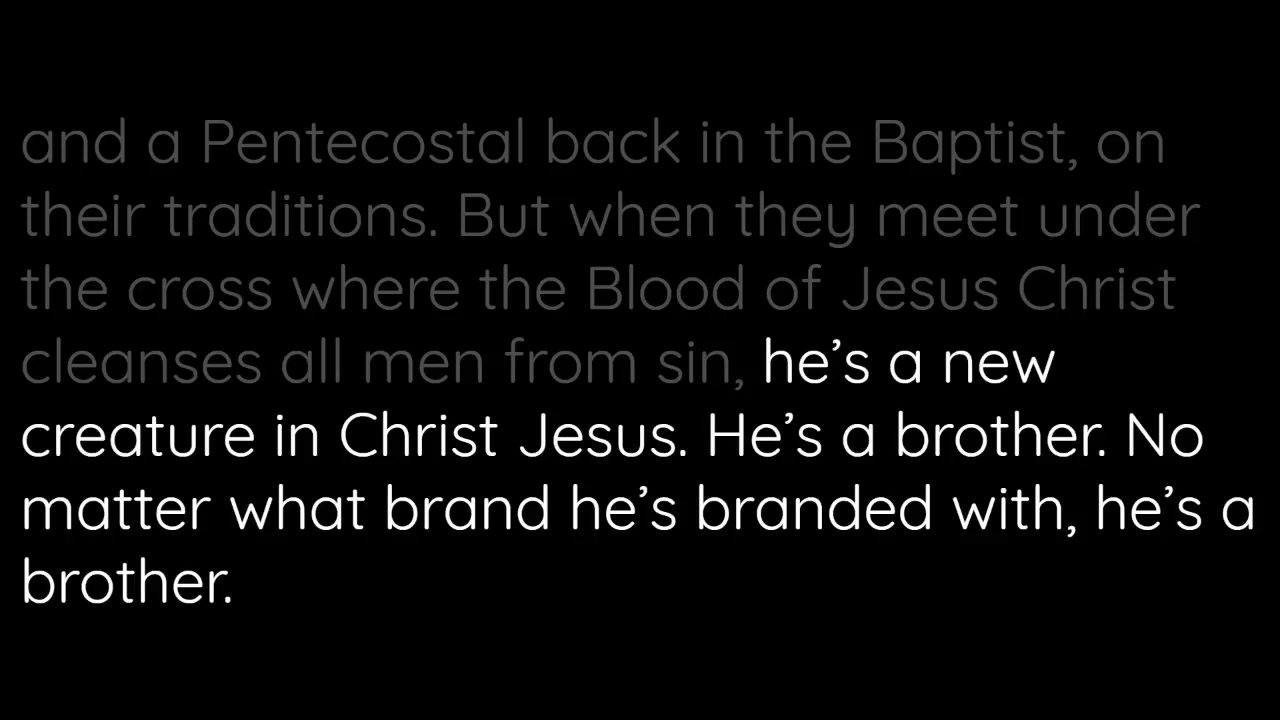 and a Pentecostal back in the Baptist, on
their traditions. But when they meet under
the cross where the Blood of Jesus Christ
cleanses all men from sin, he’s a new
creature in Christ Jesus. He’s a brother. No
matter what brand he’s branded with, he’s a
brother.